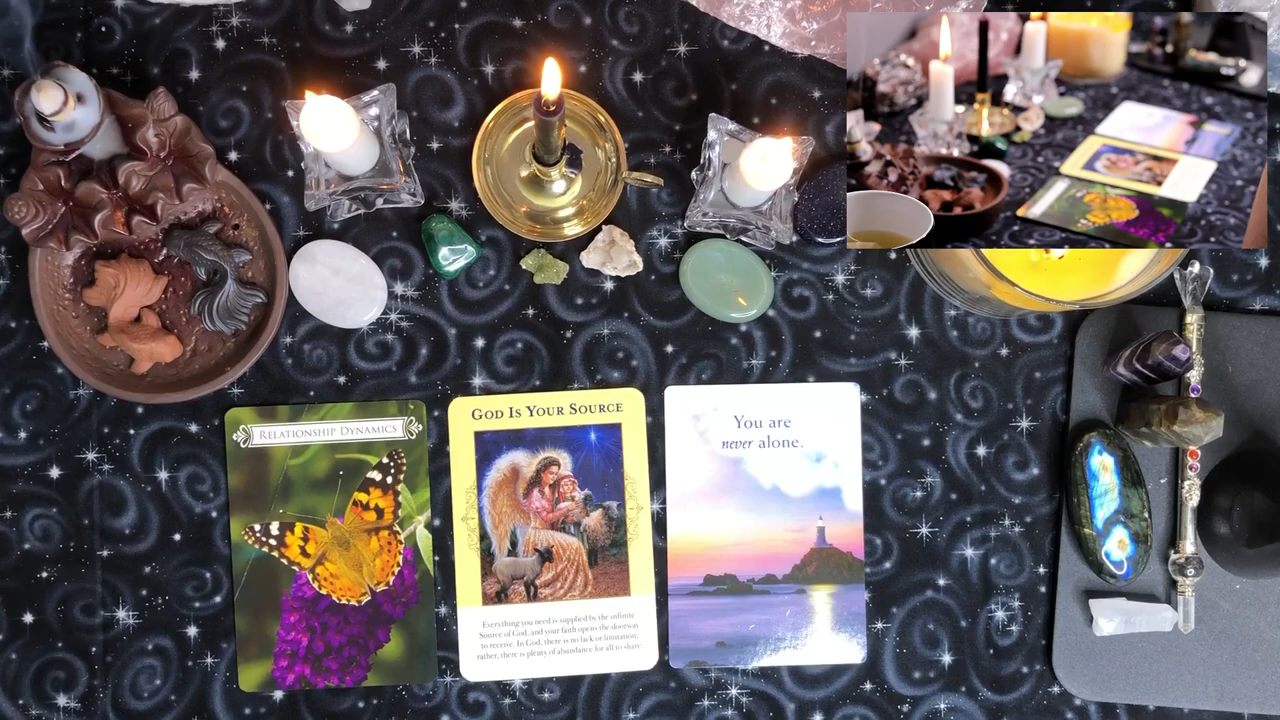 RELATIONSHIP DYNAMICS
GOD IS YOUR SOURCE
Everything you need is supplied by the infinite
Source of God, and your faith opens the doorway
to receive. In God, there is no lack or limitation;
rather, there is plenty of abundance for all to share
You are
never alone.